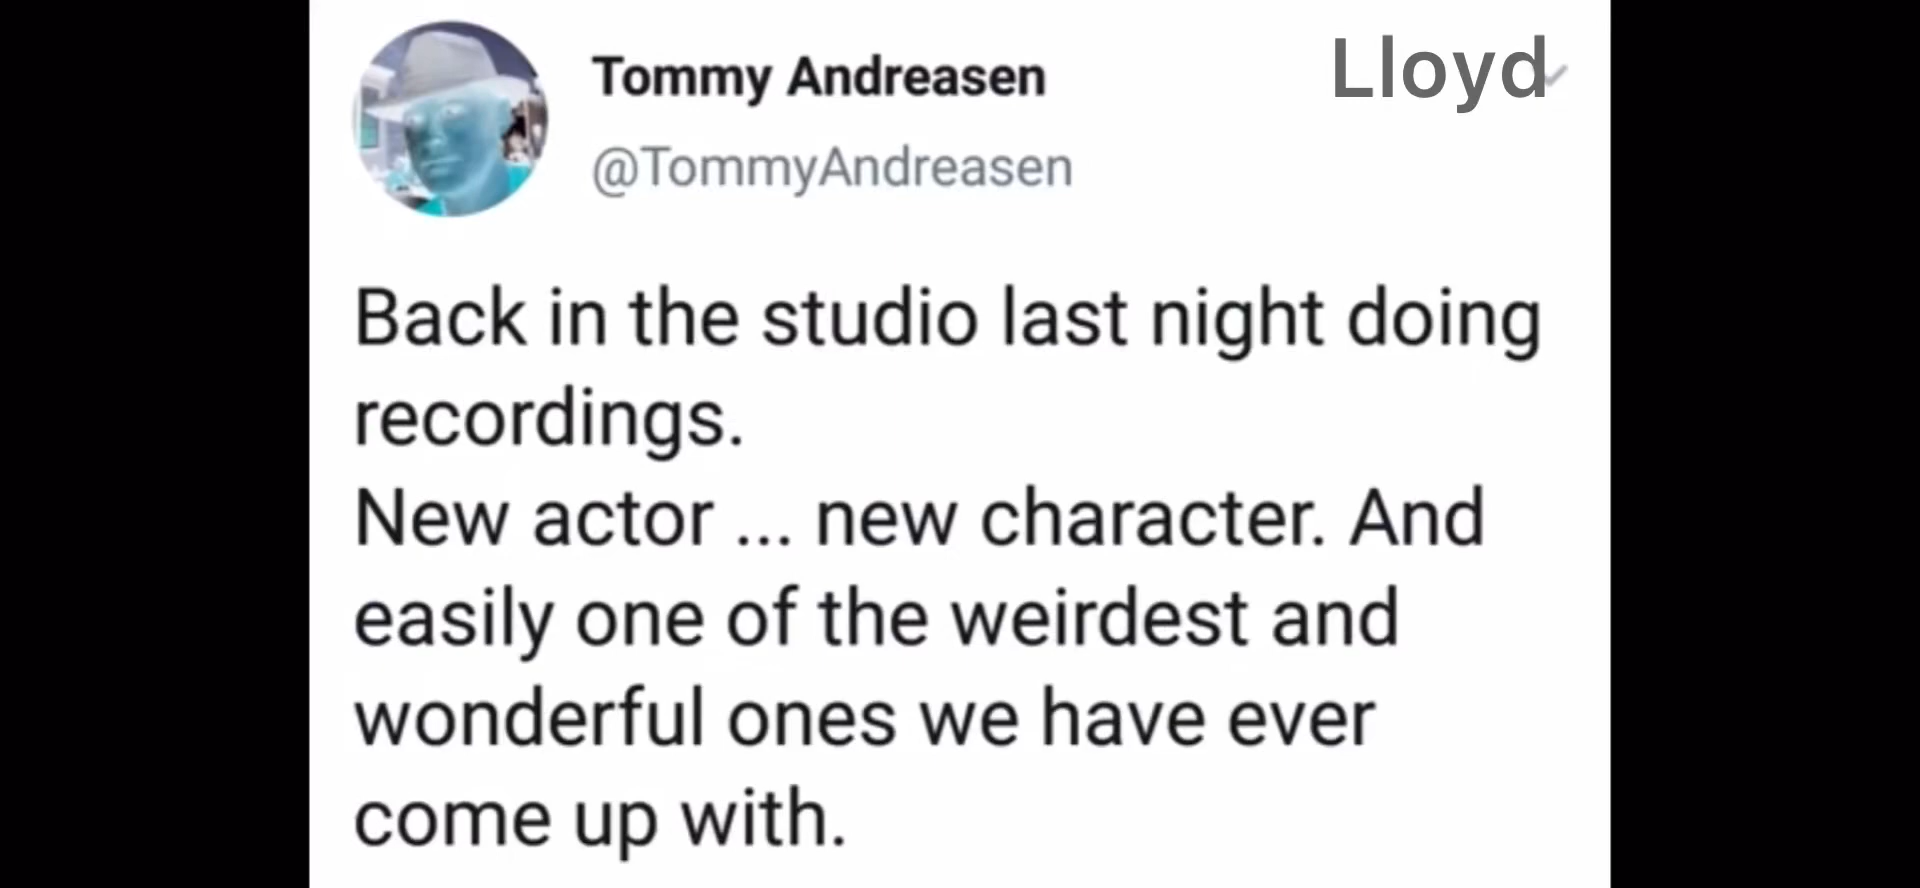 Tommy Andreasen
Lloyd
@TommyAndreasen
Back in the studio last night doing
recordings.
New actor ... new character. And
easily one of the weirdest and
wonderful ones we have ever
come up with.